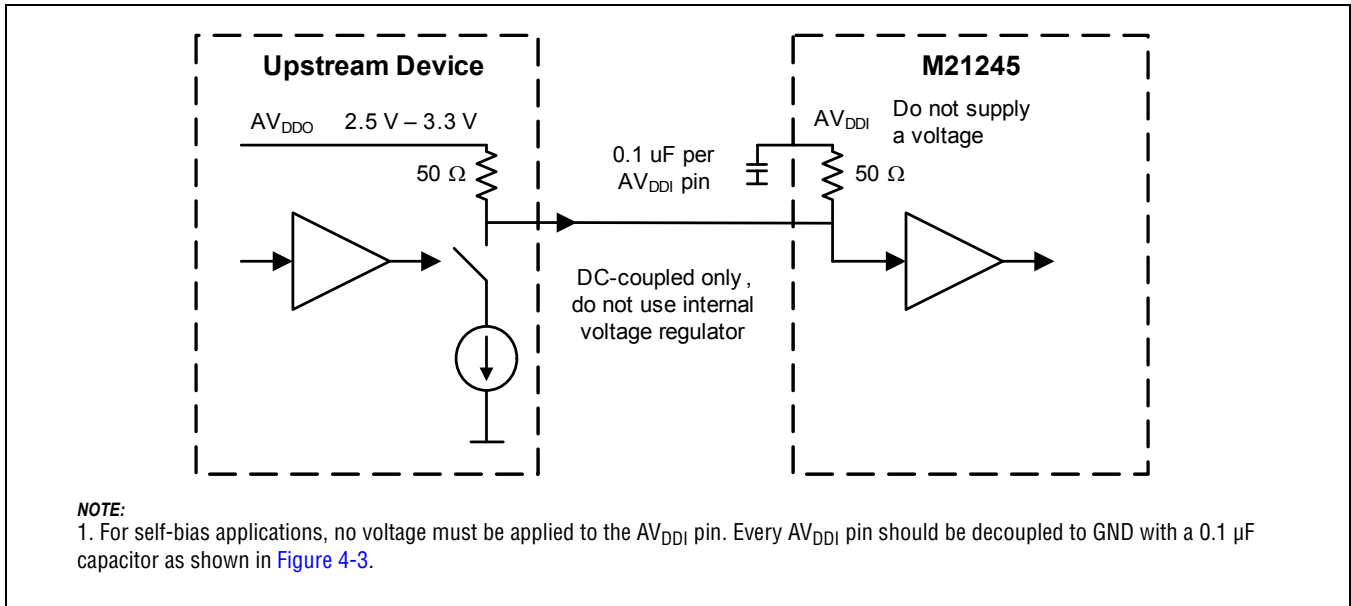 Upstream Device
M21245
AVDDO 2.5 V – 3.3 V
AVDDI
Do not supply
a voltage
0.1 uF per
AVDDI pin
50 Ω
50 Ω
DC-coupled only ,
do not use internal
voltage regulator
NOTE:
1. For self-bias applications, no voltage must be applied to the AVDDI pin. Every AVDDI pin should be decoupled to GND with a 0.1 µF
capacitor as shown in Figure 4-3.